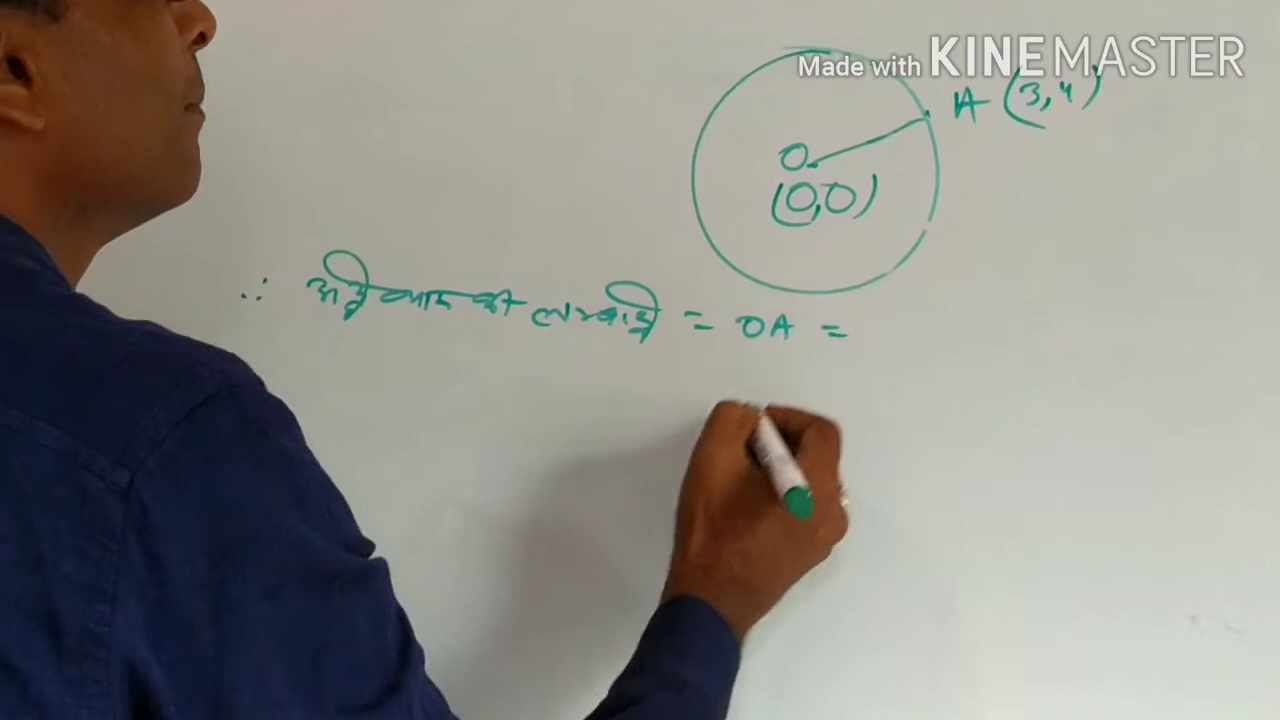 Made with KINEMASTER
A (3,4)
O
(0,0)
∴ अर्द्धव्यास की लम्बाई = OA =